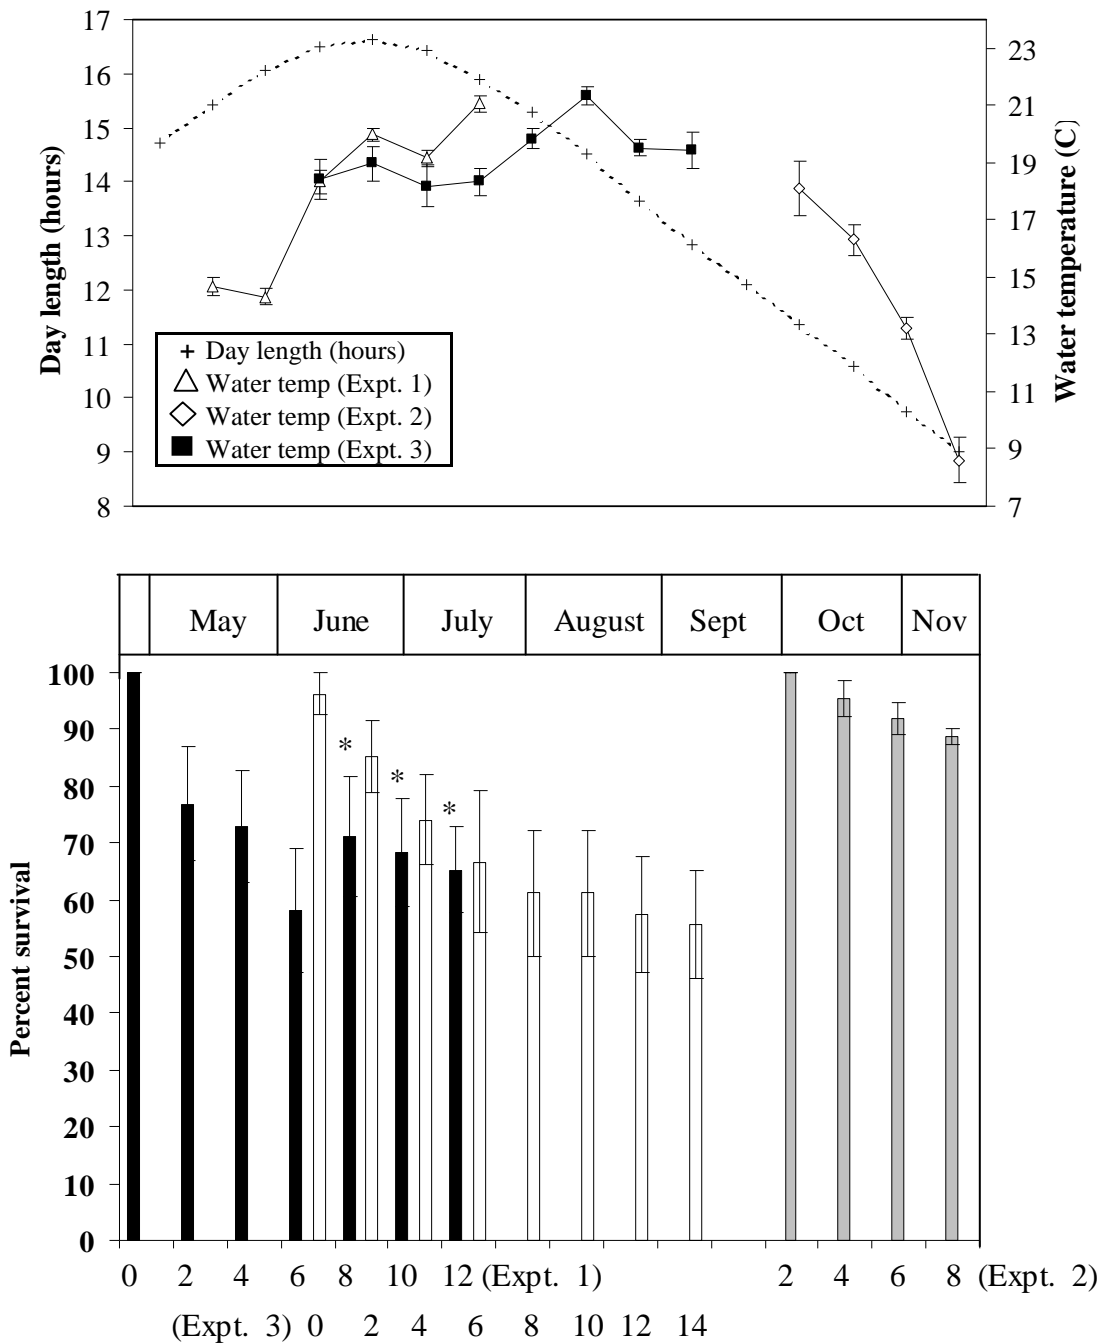 17
16
15
14
13
12
11
10
9
8
Day length (hours)
23
21
19
17
15
13
11
9
7
Water temperature (C)
+ Day length (hours)
Water temp (Expt. 1)
Water temp (Expt. 2)
Water temp (Expt. 3)
May June July August Sept Oct Nov
100
90
80
70
60
50
40
30
20
10
0
Percent survival
* * *
0 2 4 6 8 10 12 (Expt. 1) 2 4 6 8 (Expt. 2)
(Expt. 3) 0 2 4 6 8 10 12 14